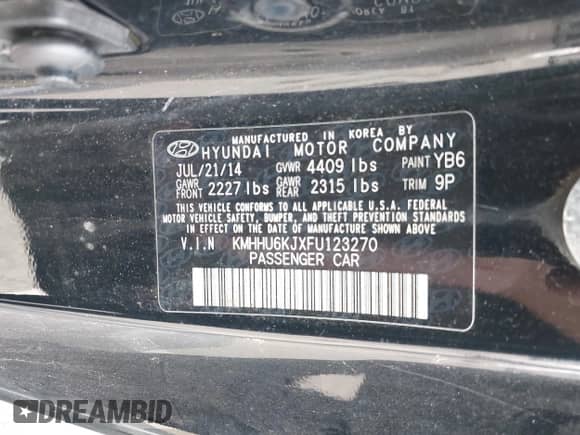 MANUFACTURED IN KOREA BY
HYUNDAI MOTOR COMPANY
JUL/21/14 GVWR 4409 lbs PAINT YB6
GAWR FRONT 2227 lbs GAWR REAR 2315 lbs TRIM 9P
THIS VEHICLE CONFORMS TO ALL APPLICABLE U.S.A. FEDERAL
MOTOR VEHICLE SAFETY, BUMPER, AND THEFT PREVENTION
STANDARDS IN EFFECT ON THE DATE OF MANUFACTURE SHOWN ABOVE.
V.I.N KMHHU6KJXFU123270
PASSENGER CAR
DREAMBID